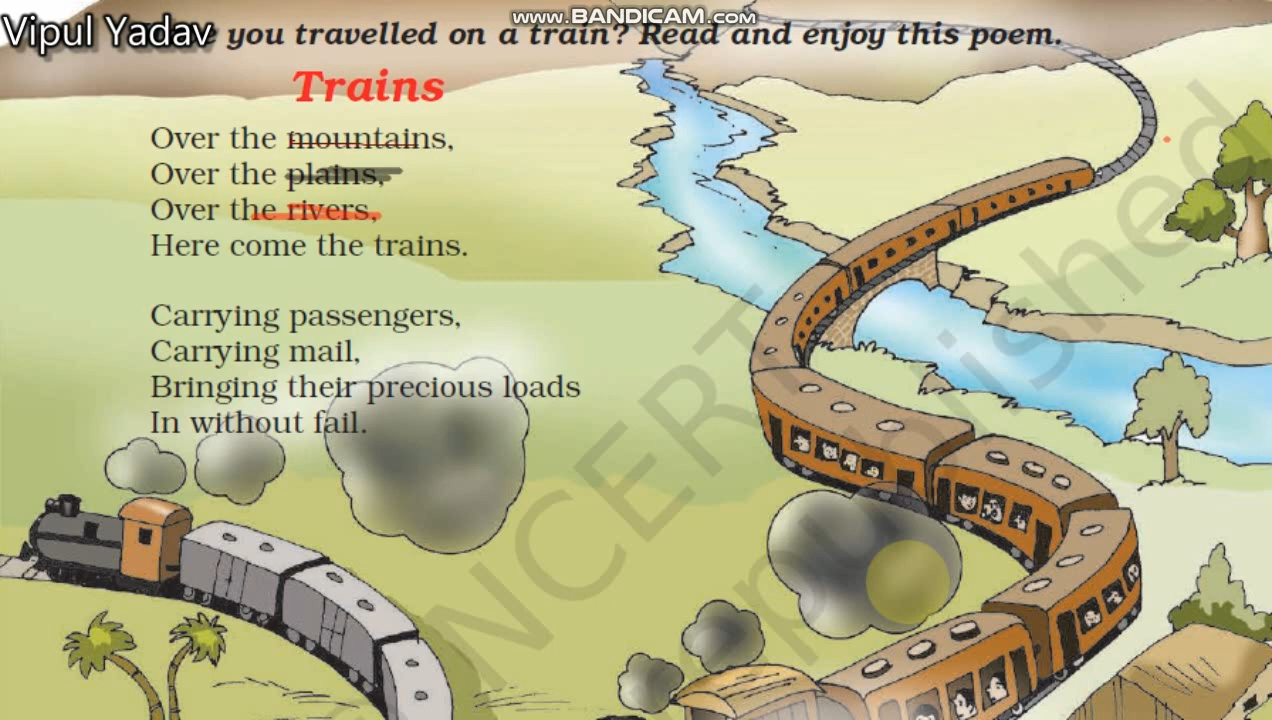 www.BANDICAM.com
Vipul Yadav you travelled on a train? Read and enjoy this poem.
Trains
Over the mountains,
Over the plains,
Over the rivers,
Here come the trains.
Carrying passengers,
Carrying mail,
Bringing their precious loads
In without fail.
NCERT
republished